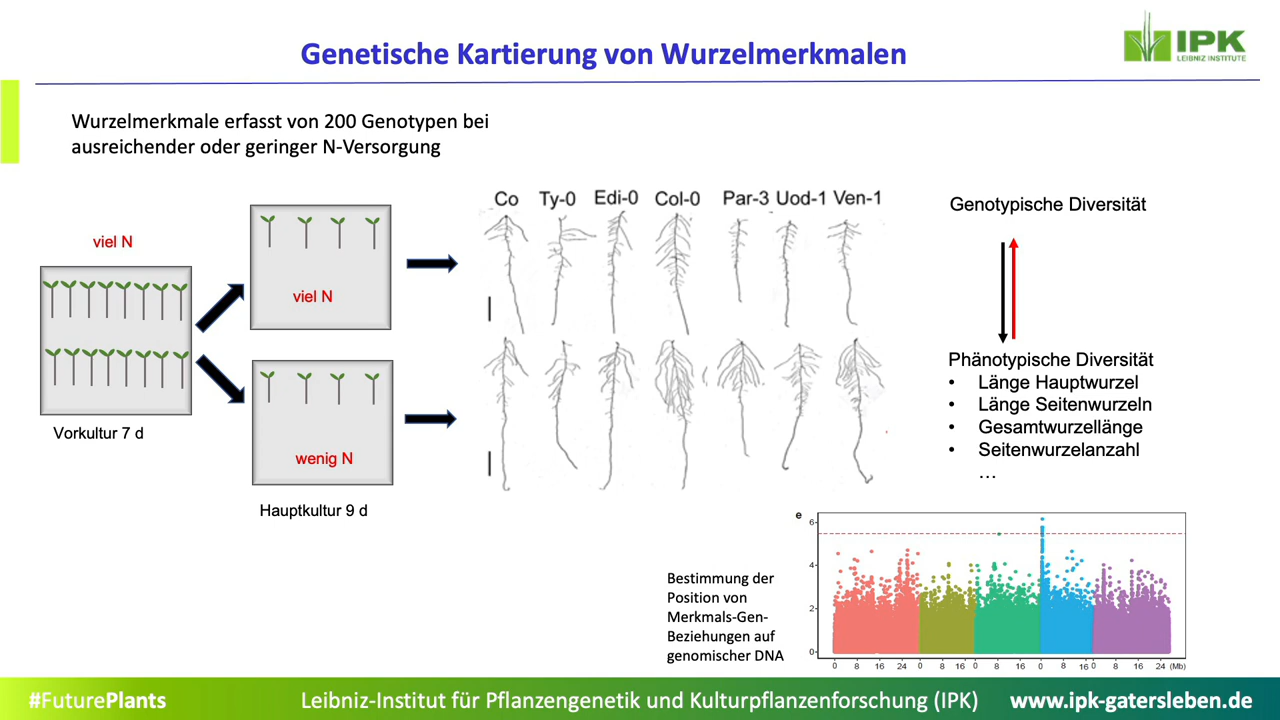 Genetische Kartierung von Wurzelmerkmalen
IPK
LEIBNIZ INSTITUTE
Wurzelmerkmale erfasst von 200 Genotypen bei
ausreichender oder geringer N-Versorgung
viel N
Vorkultur 7 d
viel N
wenig N
Hauptkultur 9 d
Co Ty-0 Edi-0 Col-0 Par-3 Uod-1 Ven-1
Genotypische Diversität
Phänotypische Diversität
• Länge Hauptwurzel
• Länge Seitenwurzeln
• Gesamtwurzellänge
• Seitenwurzelanzahl
…
Bestimmung der
Position von
Merkmals-Gen-
Beziehungen auf
genomischer DNA
e
6
4
2
0
0 8 16 24 0 8 16 0 8 16 0 8 16 0 8 16 24 (Mb)
#FuturePlants
Leibniz-Institut für Pflanzengenetik und Kulturpflanzenforschung (IPK)
www.ipk-gatersleben.de